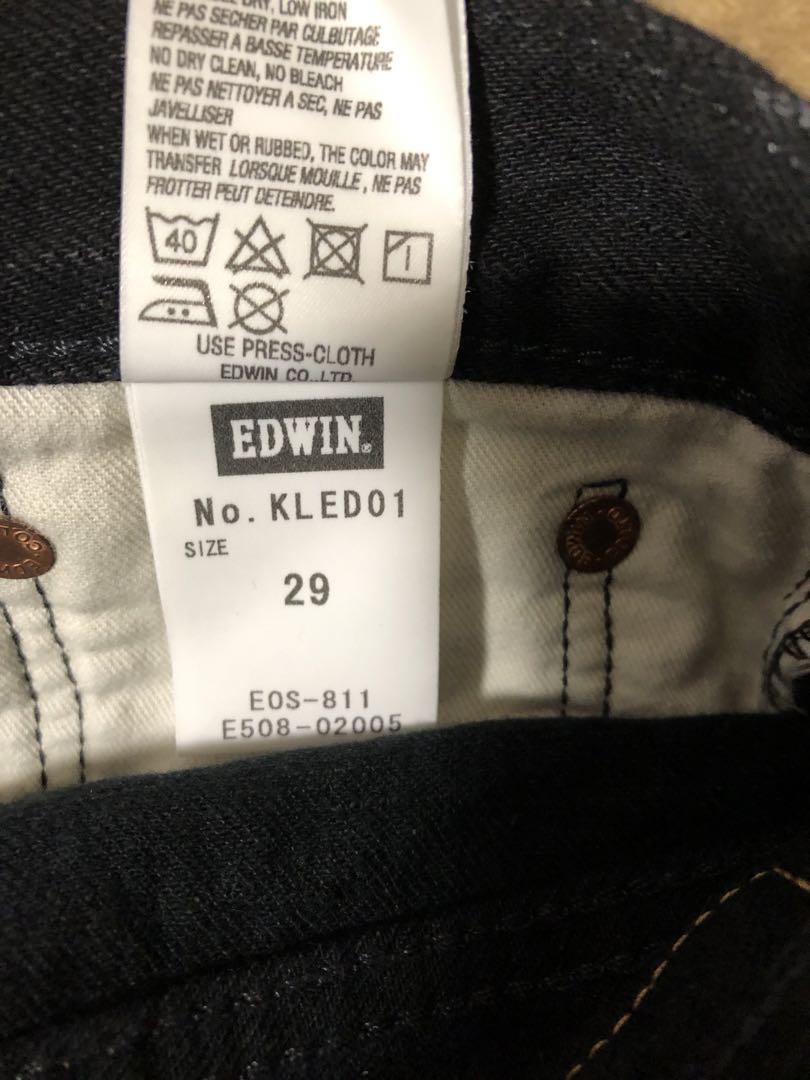 DRY, LOW IRON
NE PAS SECHER PAR CULBUTAGE
REPASSER A BASSE TEMPERATURE
NO DRY CLEAN, NO BLEACH
NE PAS NETTOYER A SEC, NE PAS
JAVELLISER
WHEN WET OR RUBBED, THE COLOR MAY
TRANSFER LORSQUE MOUILLE, NE PAS
FROTTER PEUT DETEINDRE.
40
USE PRESS-CLOTH
EDWIN CO.,LTD.
EDWIN®
No. KLED01
SIZE
29
EOS-811
E508-02005